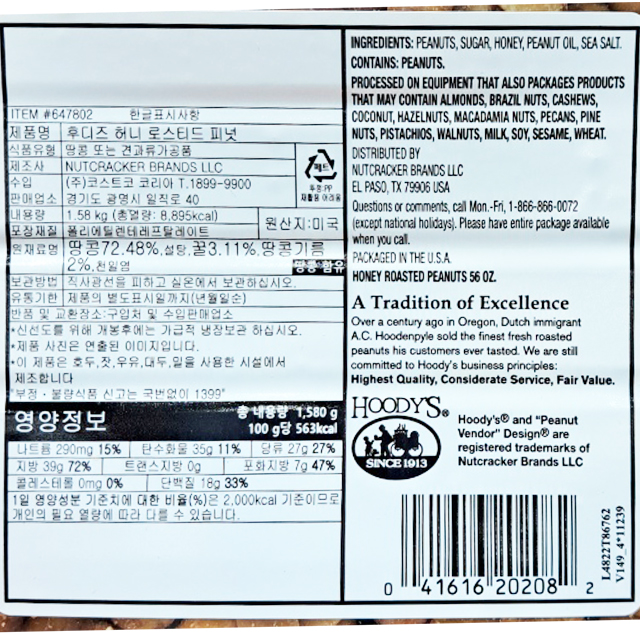 ITEM #647802 한글표시사항
제품명 후디즈 허니 로스티드 피넛
식품유형 땅콩 또는 견과류가공품
제조사 NUTCRACKER BRANDS LLC
수입 (주)코스트코 코리아 T.1899-9900
판매업소 경기도 광명시 일직로 40
페트
뚜껑:PP
재활용 어려움
내용량 1.58 kg (총열량: 8,895kcal)
원산지:미국
포장재질 폴리에틸렌테레프탈레이트
원재료명 땅콩72.48%,설탕,꿀3.11%,땅콩기름
2%,천일염 땅콩 함유
보관방법 직사광선을 피하고 실온에서 보관하십시오.
유통기한 제품의 별도표시일까지(년월일순)
반품 및 교환장소:구입처 및 수입판매업소
*신선도를 위해 개봉후에는 가급적 냉장보관 하십시오.
*제품 사진은 연출된 이미지입니다.
*이 제품은 호두,잣,우유,대두,밀을 사용한 시설에서
제조합니다
"부정·불량식품 신고는 국번없이 1399"
영양정보 총 내용량 1,580 g
100 g당 563kcal
나트륨 290mg 15% 탄수화물 35g 11% 당류 27g 27%
지방 39g 72% 트랜스지방 0g 포화지방 7g 47%
콜레스테롤 0mg 0% 단백질 18g 33%
1일 영양성분 기준치에 대한 비율(%)은 2,000kcal 기준이므로
개인의 필요 열량에 따라 다를 수 있습니다.
INGREDIENTS: PEANUTS, SUGAR, HONEY, PEANUT OIL, SEA SALT.
CONTAINS: PEANUTS.
PROCESSED ON EQUIPMENT THAT ALSO PACKAGES PRODUCTS
THAT MAY CONTAIN ALMONDS, BRAZIL NUTS, CASHEWS,
COCONUT, HAZELNUTS, MACADAMIA NUTS, PECANS, PINE
NUTS, PISTACHIOS, WALNUTS, MILK, SOY, SESAME, WHEAT.
DISTRIBUTED BY
NUTCRACKER BRANDS LLC
EL PASO, TX 79906 USA
Questions or comments, call Mon.-Fri, 1-866-866-0072
(except national holidays). Please have entire package available
when you call.
PACKAGED IN THE U.S.A.
HONEY ROASTED PEANUTS 56 OZ.
A Tradition of Excellence
Over a century ago in Oregon, Dutch immigrant
A.C. Hoodenpyle sold the finest fresh roasted
peanuts his customers ever tasted. We are still
committed to Hoody's business principles:
Highest Quality, Considerate Service, Fair Value.
HOODY'S®
SINCE 1913
Hoody's® and "Peanut
Vendor" Design® are
registered trademarks of
Nutcracker Brands LLC
0 41616 20208 2
L4822T86762
V149_4*11239